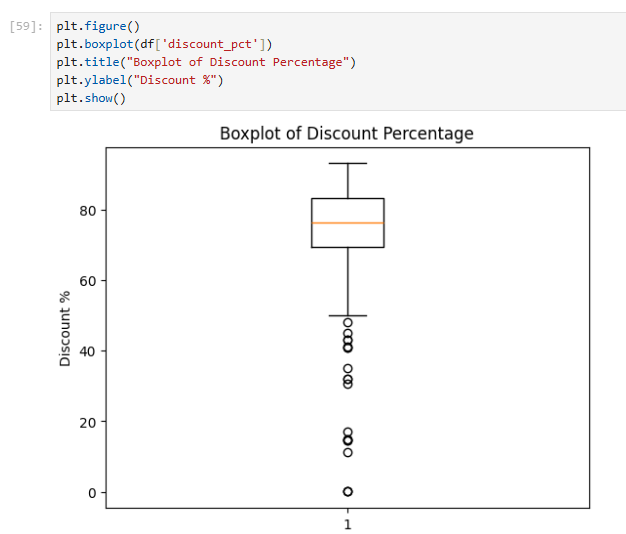 [59]: plt.figure()
plt.boxplot(df['discount_pct'])
plt.title("Boxplot of Discount Percentage")
plt.ylabel("Discount %")
plt.show()
Boxplot of Discount Percentage
80
60
40
20
0
Discount %
1